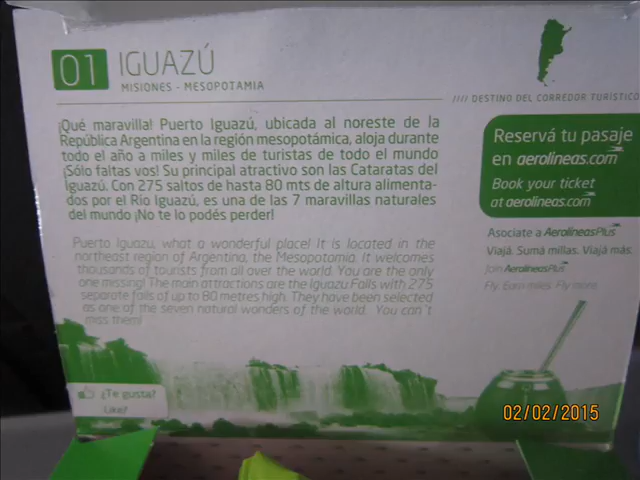 01 IGUAZÚ
MISIONES - MESOPOTAMIA
//// DESTINO DEL CORREDOR TURÍSTICO
¡Qué maravilla! Puerto Iguazú, ubicada al noreste de la
República Argentina en la región mesopotámica, aloja durante
todo el año a miles y miles de turistas de todo el mundo
¡Sólo faltas vos! Su principal atractivo son las Cataratas del
Iguazú. Con 275 saltos de hasta 80 mts de altura alimenta-
dos por el Río Iguazú, es una de las 7 maravillas naturales
del mundo ¡No te lo podés perder!
Puerto Iguazu, what a wonderful place! It is located in the
northeast region of Argentina, the Mesopotamia. It welcomes
thousands of tourists from all over the world. You are the only
one missing! The main attractions are the Iguazu Falls with 275
separate falls of up to 80 metres high. They have been selected
as one of the seven natural wonders of the world. You can't
miss them!
Reservá tu pasaje
en aerolineas.com
Book your ticket
at aerolineas.com
Asociate a AerolíneasPlus
Viajá. Sumá millas. Viajá más.
Join AerolíneasPlus
Fly. Earn miles. Fly more.
¿Te gusta?
Like?
02/02/2015